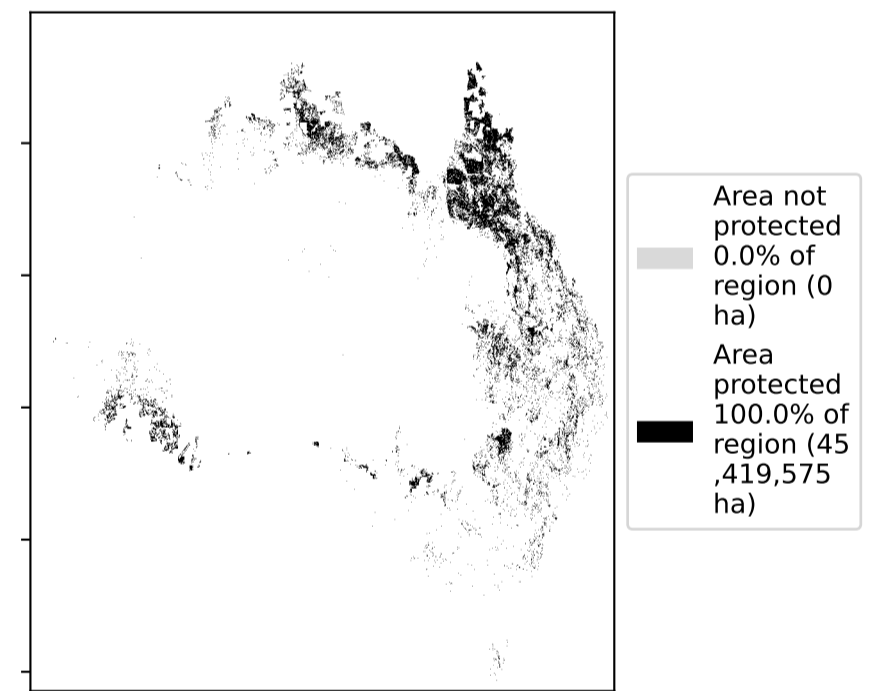 Area not
protected
0.0% of
region (0
ha)
Area
protected
100.0% of
region (45
,419,575
ha)